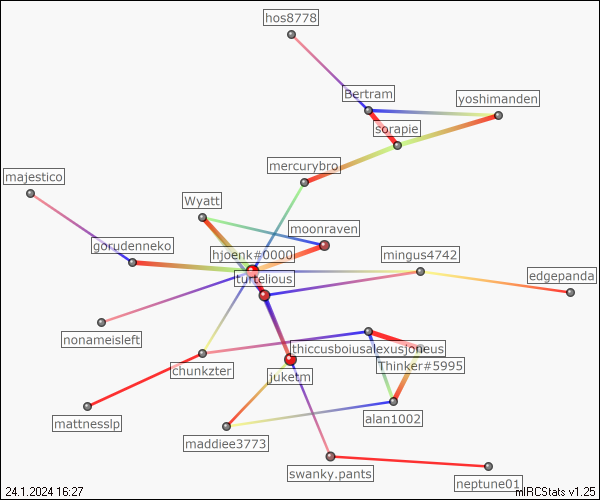 hos8778
Bertram
yoshimanden
sorapie
mercurybro
majestico
Wyatt
moonraven
gorudenneko
hjoenk#0000
mingus4742
turtelious
edgepanda
nonameisleft
thiccusboiusalexusjoneus
chunkzter
Thinker#5995
juketm
mattnesslp
alan1002
maddiee3773
swanky.pants
neptune01
24.1.2024 16:27
mIRCStats v1.25